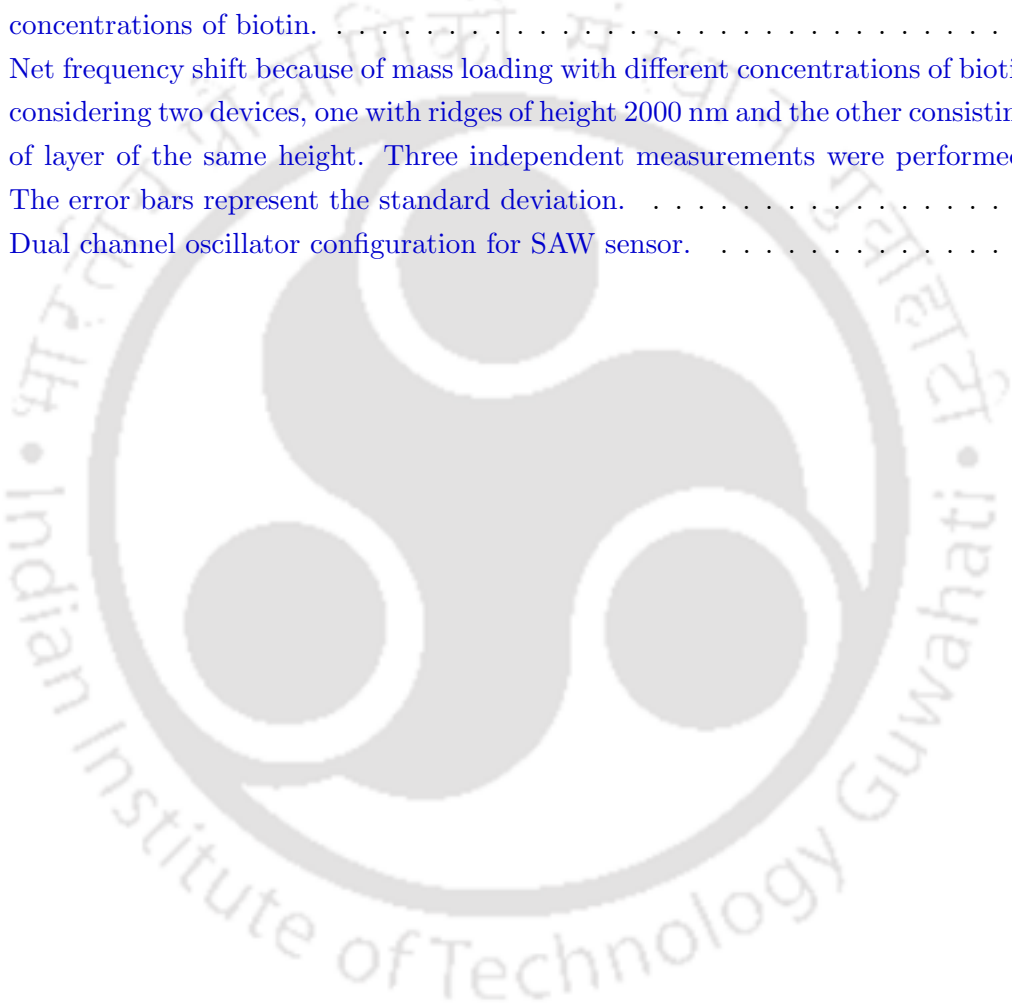 concentrations of biotin. . . . . . . . . . . . . . . . . . . . . . . . . . . . . . . . .
Net frequency shift because of mass loading with different concentrations of bioti
considering two devices, one with ridges of height 2000 nm and the other consistin
of layer of the same height. Three independent measurements were performed
The error bars represent the standard deviation. . . . . . . . . . . . . . . . .
Dual channel oscillator configuration for SAW sensor. . . . . . . . . . . . . .
Indian Institute of Technology Guwahati